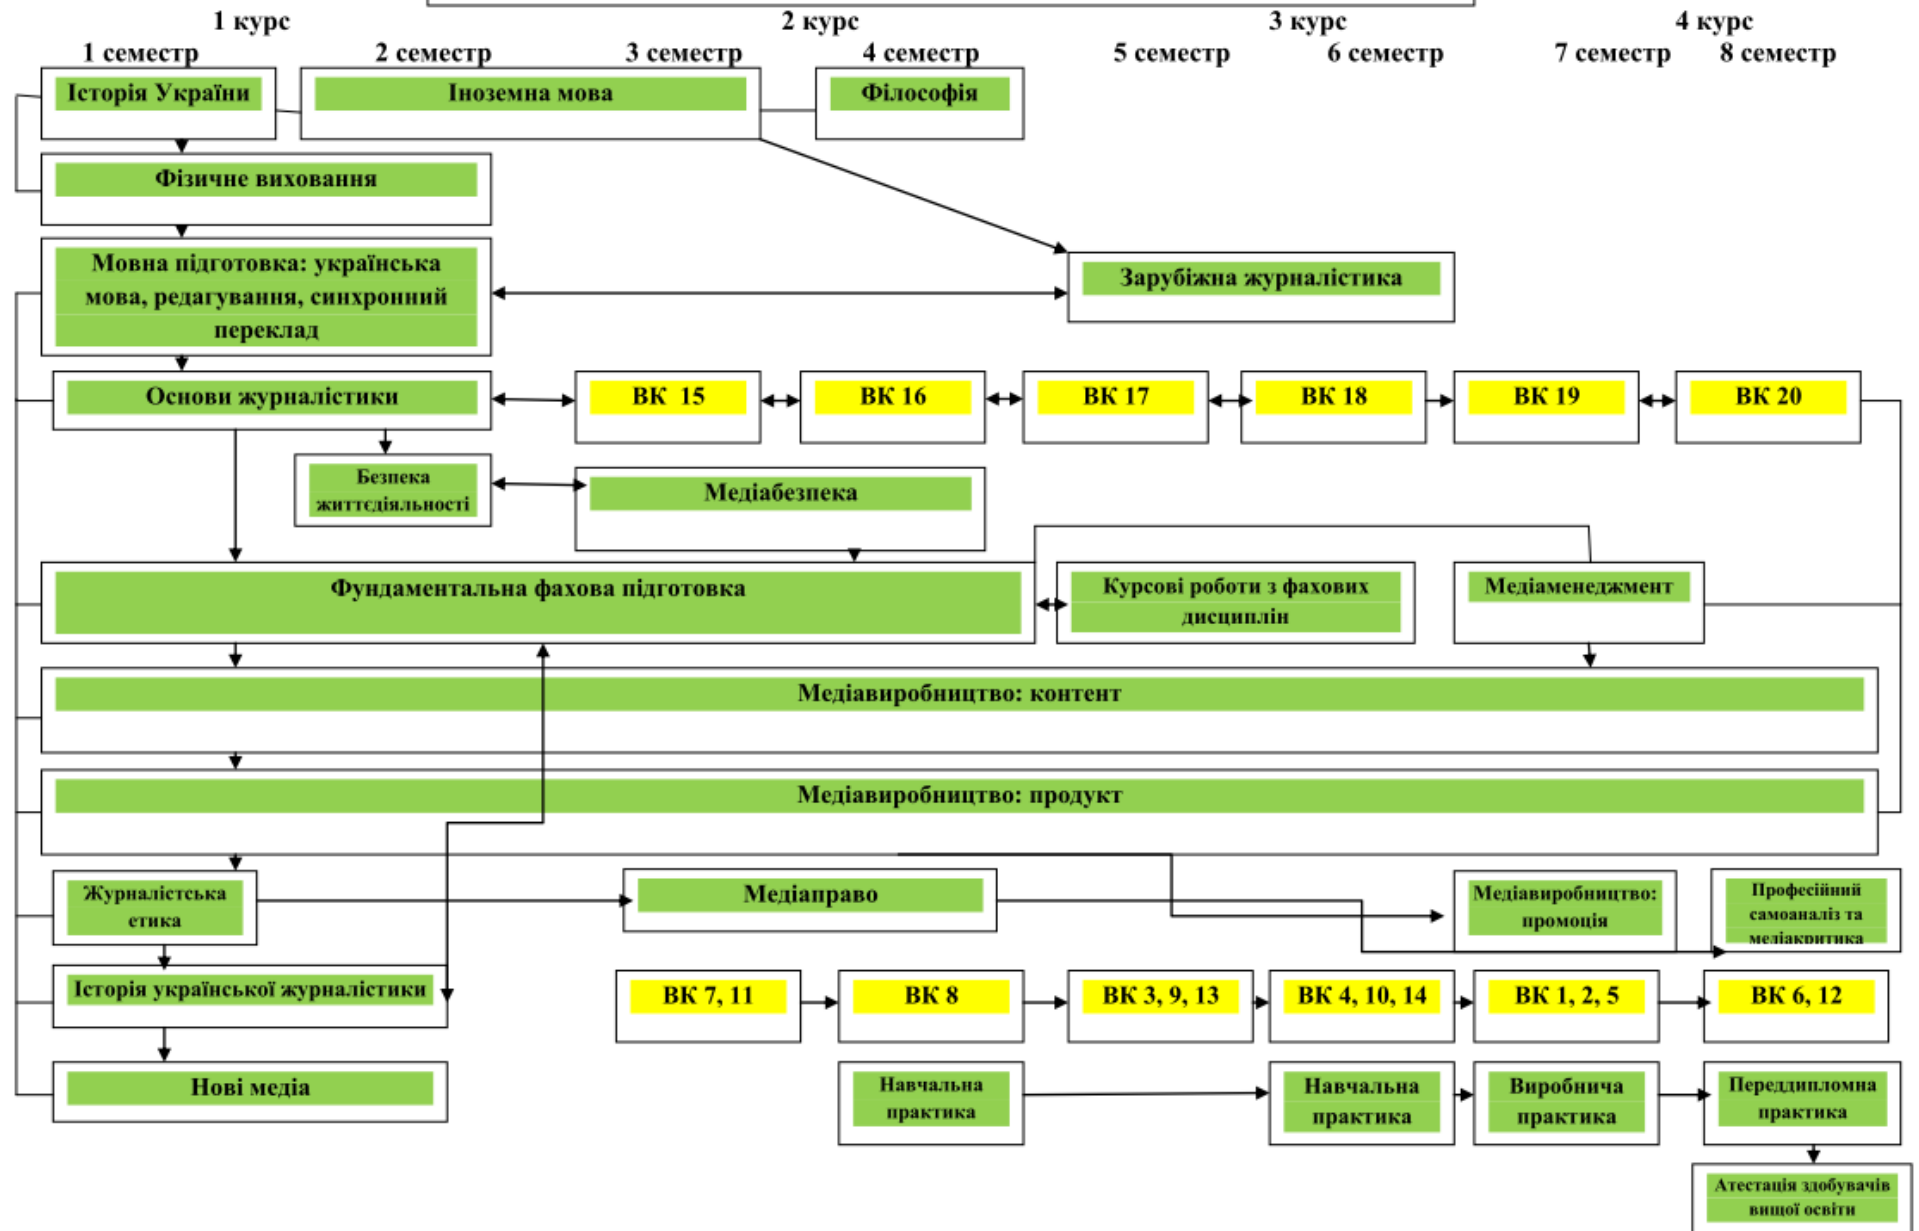 1 курс 2 курс 3 курс 4 курс
1 семестр 2 семестр 3 семестр 4 семестр 5 семестр 6 семестр 7 семестр 8 семестр
Історія України
Іноземна мова
Філософія
Фізичне виховання
Мовна підготовка: українська
мова, редагування, синхронний
переклад
Зарубіжна журналістика
Основи журналістики
ВК 15
ВК 16
ВК 17
ВК 18
ВК 19
ВК 20
Безпека
життєдіяльності
Медіабезпека
Фундаментальна фахова підготовка
Курсові роботи з фахових
дисциплін
Медіаменеджмент
Медіавиробництво: контент
Медіавиробництво: продукт
Журналістська
етика
Медіаправо
Медіавиробництво:
промоція
Професійний
самоаналіз та
медіакритика
Історія української журналістики
ВК 7, 11
ВК 8
ВК 3, 9, 13
ВК 4, 10, 14
ВК 1, 2, 5
ВК 6, 12
Нові медіа
Навчальна
практика
Навчальна
практика
Виробнича
практика
Переддипломна
практика
Атестація здобувачів
вищої освіти